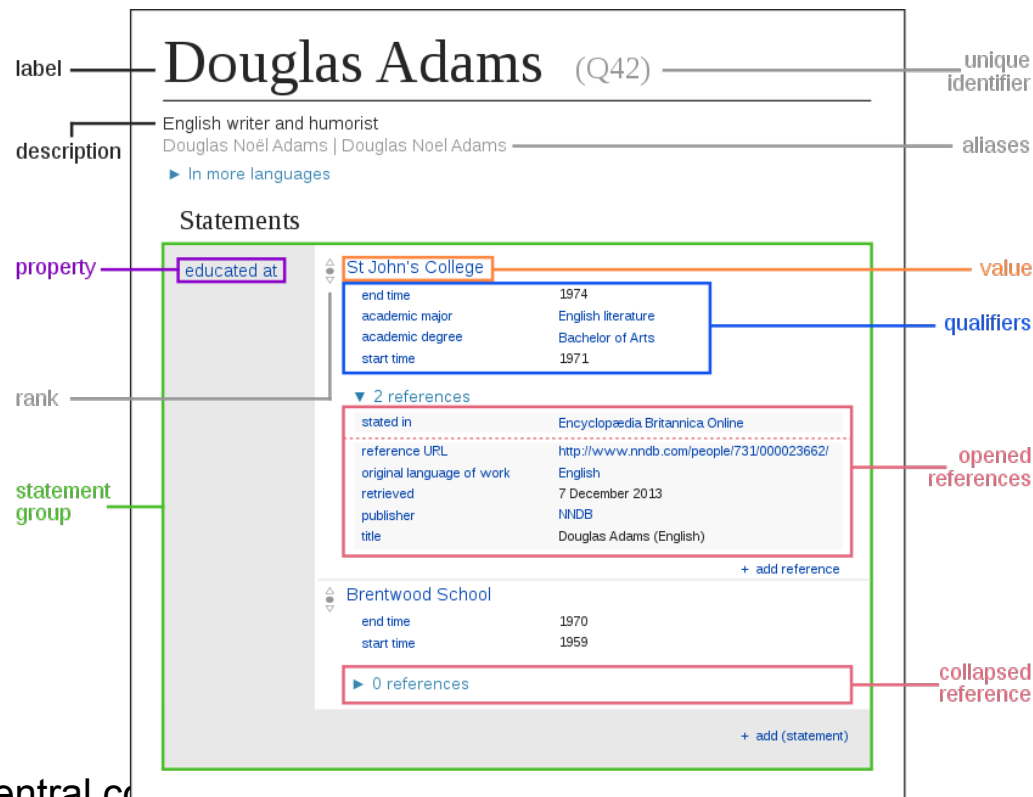 label
Douglas Adams (Q42)
unique
identifier
English writer and humorist
description
Douglas Noël Adams | Douglas Noel Adams
aliases
► In more languages
Statements
property
educated at
St John's College
value
end time 1974
academic major English literature
academic degree Bachelor of Arts
start time 1971
qualifiers
rank
▼ 2 references
stated in Encyclopædia Britannica Online
reference URL http://www.nndb.com/people/731/000023662/
original language of work English
retrieved 7 December 2013
publisher NNDB
title Douglas Adams (English)
opened
references
statement
group
+ add reference
Brentwood School
end time 1970
start time 1959
► 0 references
collapsed
reference
+ add (statement)